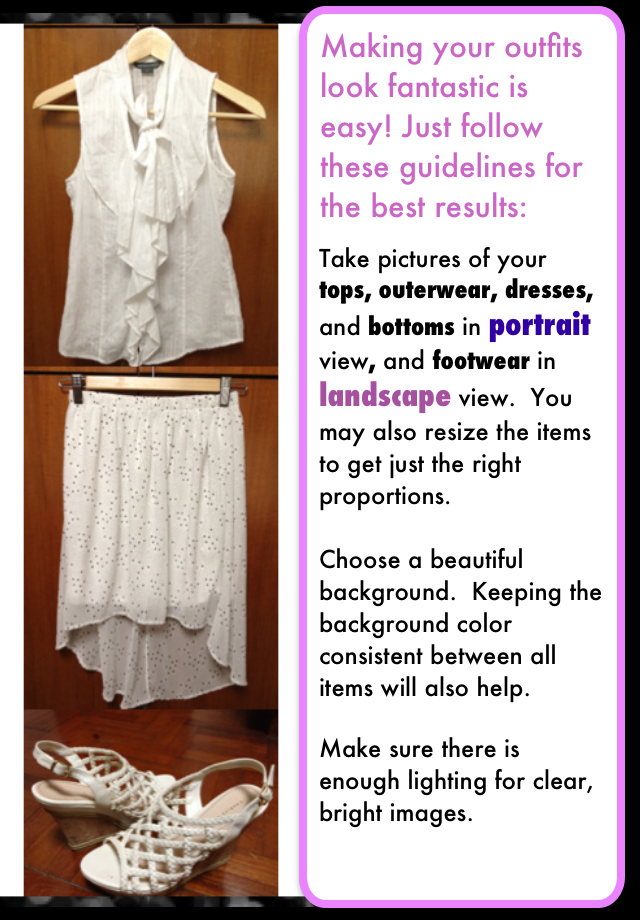 Making your outfits
look fantastic is
easy! Just follow
these guidelines for
the best results:
Take pictures of your
tops, outerwear, dresses,
and bottoms in portrait
view, and footwear in
landscape view.  You
may also resize the items
to get just the right
proportions.
Choose a beautiful
background.  Keeping the
background color
consistent between all
items will also help.
Make sure there is
enough lighting for clear,
bright images.